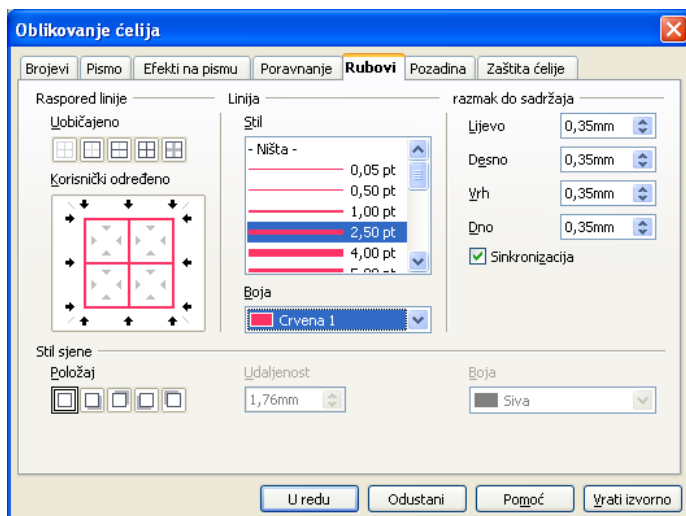 Oblikovanje ćelija
Brojevi Pismo Efekti na pismu Poravnanje Rubovi Pozadina Zaštita ćelije
Raspored linije
Uobičajeno
Korisnički određeno
Linija
Stil
- Ništa -
0,05 pt
0,50 pt
1,00 pt
2,50 pt
4,00 pt
Boja
Crvena 1
razmak do sadržaja
Lijevo 0,35mm
Desno 0,35mm
Vrh 0,35mm
Dno 0,35mm
Sinkronizacija
Stil sjene
Položaj
Udaljenost
1,76mm
Boja
Siva
U redu Odustani Pomoć Vrati izvorno